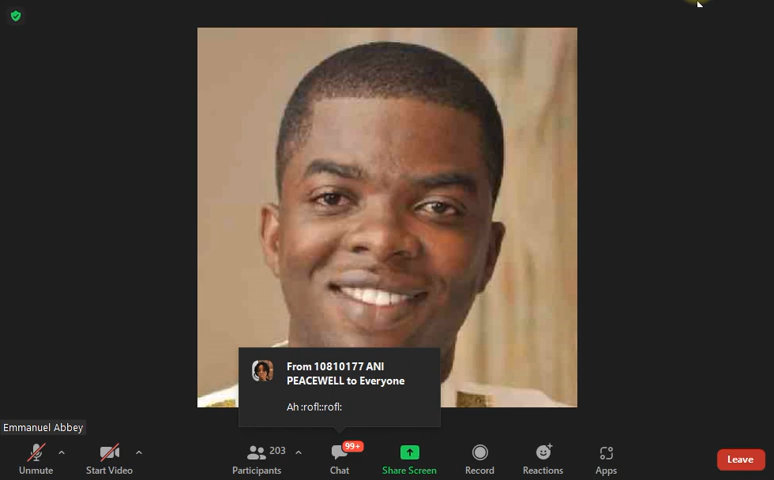 From 10810177 ANI
PEACEWELL to Everyone
Ah :rofl::rofl:
Emmanuel Abbey
Unmute
Start Video
203
Participants
99+
Chat
Share Screen
Record
Reactions
Apps
Leave